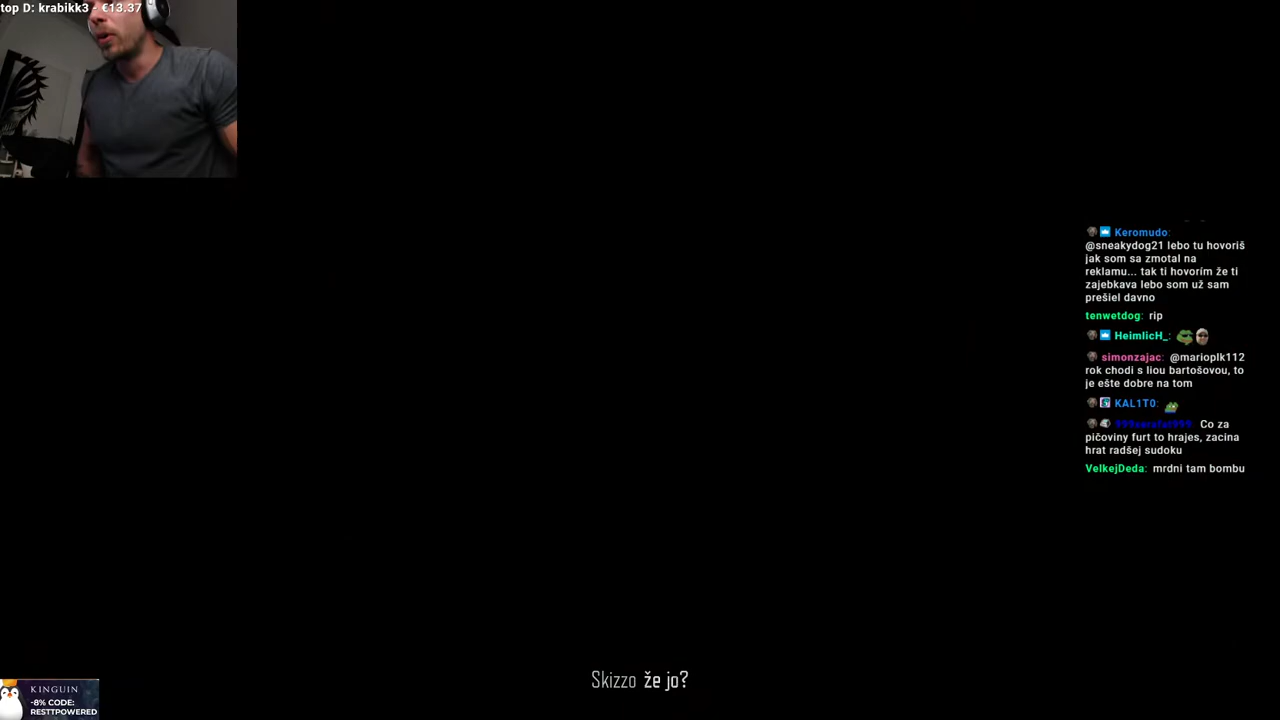 top D: krabikk3 - €13.37
Keromudo:
@sneakydog21 lebo tu hovoriš
jak som sa zmotal na
reklamu... tak ti hovorím že ti
zajebkava lebo som už sam
prešiel davno
tenwetdog: rip
HeimlicH_:
simonzajac: @marioplk112
rok chodi s liou bartošovou, to
je ešte dobre na tom
KAL1T0:
Co za
pičoviny furt to hrajes, zacina
hrat radšej sudoku
VelkejDeda: mrdni tam bombu
Skizzo že jo?
KINGUIN
-8% CODE:
RESTTPOWERED